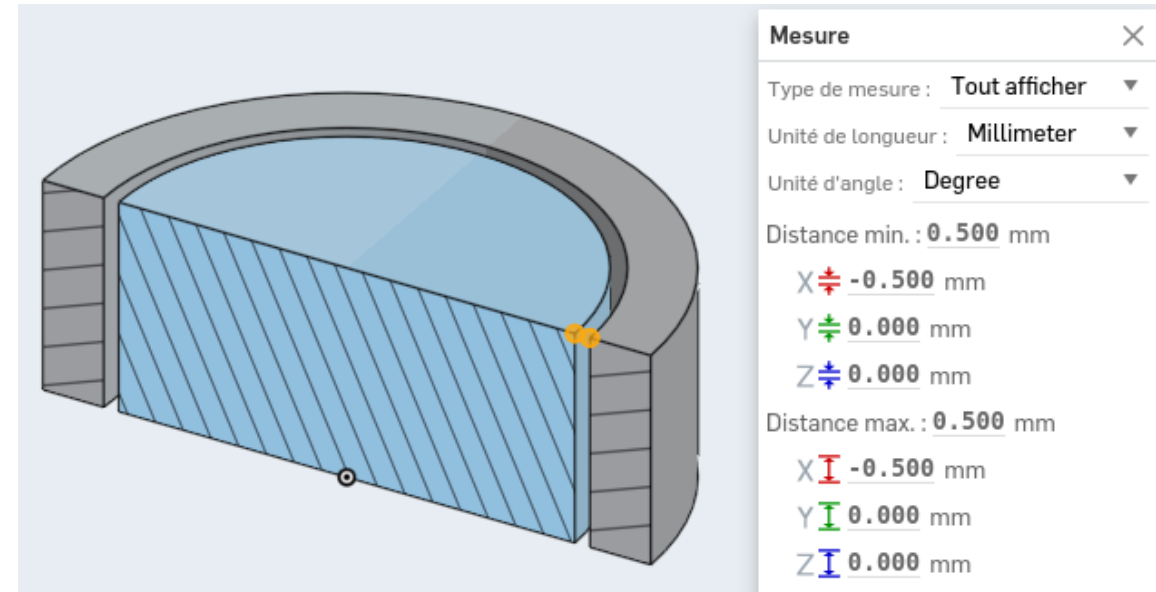 Mesure
Type de mesure : Tout afficher
Unité de longueur : Millimeter
Unité d'angle : Degree
Distance min. : 0.500 mm
X -0.500 mm
Y 0.000 mm
Z 0.000 mm
Distance max. : 0.500 mm
X -0.500 mm
Y 0.000 mm
Z 0.000 mm